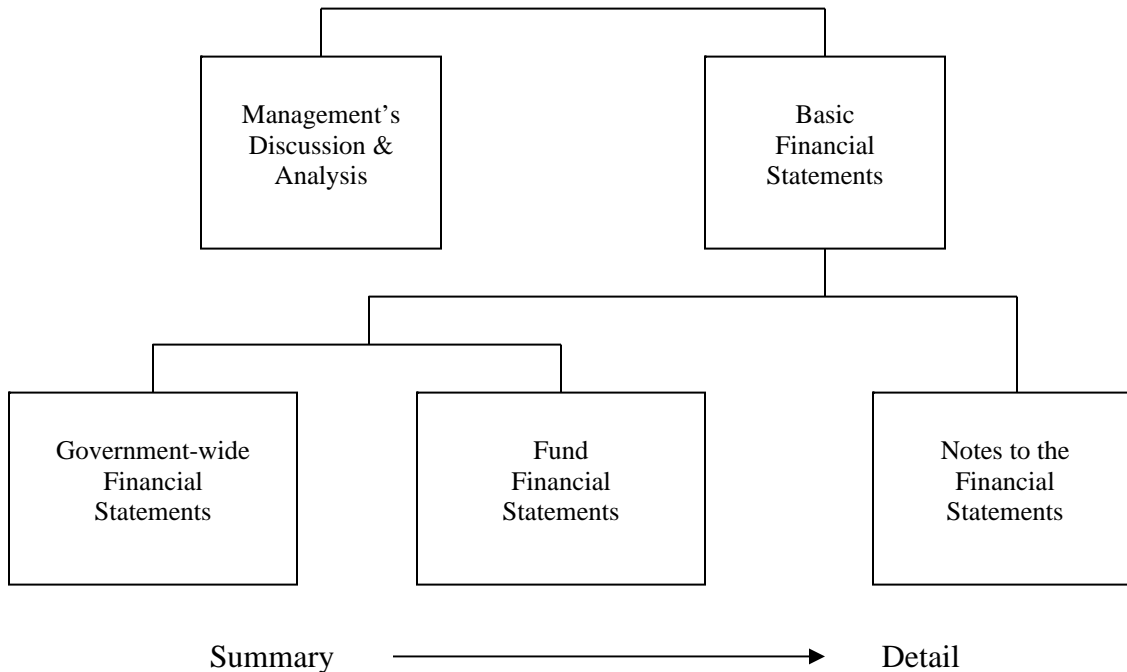 Management’s
Discussion &
Analysis
Basic
Financial
Statements
Government-wide
Financial
Statements
Fund
Financial
Statements
Notes to the
Financial
Statements
Summary
Detail